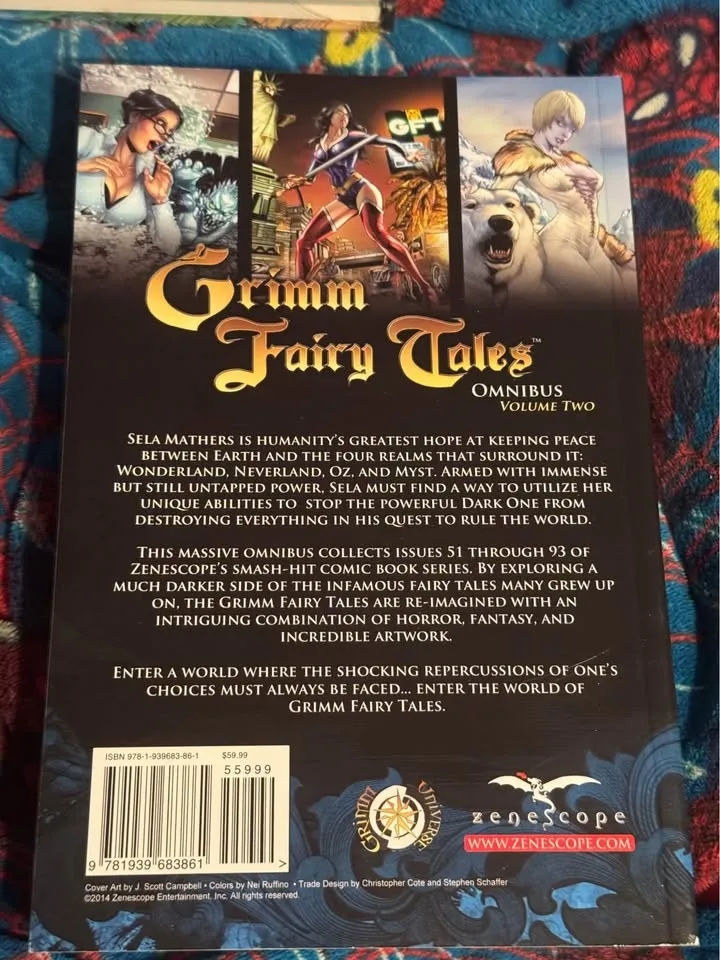 GFT
Grimm
Fairy Tales™
OMNIBUS
VOLUME TWO
SELA MATHERS IS HUMANITY'S GREATEST HOPE AT KEEPING PEACE
BETWEEN EARTH AND THE FOUR REALMS THAT SURROUND IT:
WONDERLAND, NEVERLAND, OZ, AND MYST. ARMED WITH IMMENSE
BUT STILL UNTAPPED POWER, SELA MUST FIND A WAY TO UTILIZE HER
UNIQUE ABILITIES TO STOP THE POWERFUL DARK ONE FROM
DESTROYING EVERYTHING IN HIS QUEST TO RULE THE WORLD.
THIS MASSIVE OMNIBUS COLLECTS ISSUES 51 THROUGH 93 OF
ZENESCOPE'S SMASH-HIT COMIC BOOK SERIES. BY EXPLORING A
MUCH DARKER SIDE OF THE INFAMOUS FAIRY TALES MANY GREW UP
ON, THE GRIMM FAIRY TALES ARE RE-IMAGINED WITH AN
INTRIGUING COMBINATION OF HORROR, FANTASY, AND
INCREDIBLE ARTWORK.
ENTER A WORLD WHERE THE SHOCKING REPERCUSSIONS OF ONE'S
CHOICES MUST ALWAYS BE FACED... ENTER THE WORLD OF
GRIMM FAIRY TALES.
ISBN 978-1-939683-86-1 $59.99
55999
9 781939 683861 >
GRIMM UNIVERSE
zenescope
WWW.ZENESCOPE.COM
Cover Art by J. Scott Campbell • Colors by Nei Ruffino • Trade Design by Christopher Cote and Stephen Schaffer
©2014 Zenescope Entertainment, Inc. All rights reserved.